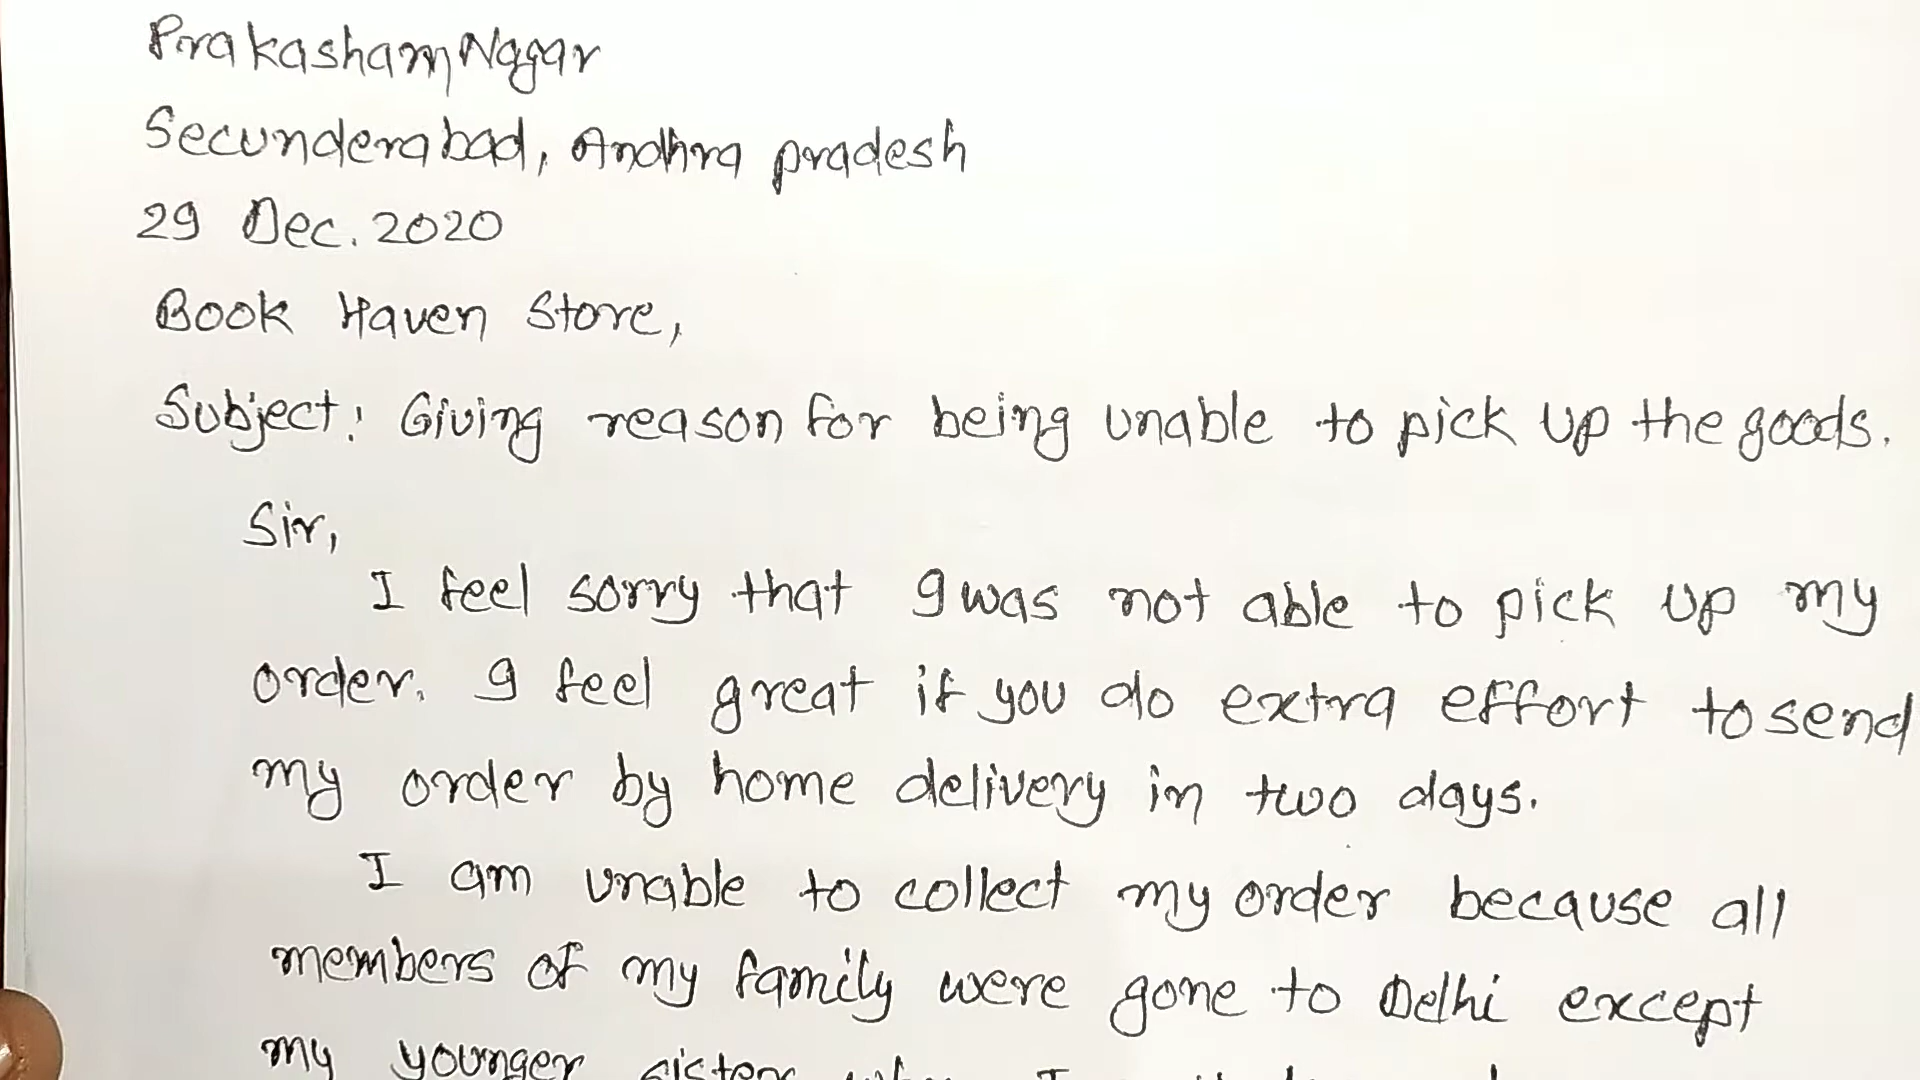 Prakasham Nagar
Secunderabad, Andhra pradesh
29 Dec. 2020
Book Haven Store,
Subject: Giving reason for being unable to pick up the goods.
Sir,
I feel sorry that I was not able to pick up my
order. I feel great if you do extra effort to send
my order by home delivery in two days.
I am unable to collect my order because all
members of my family were gone to Delhi except
my younger sister